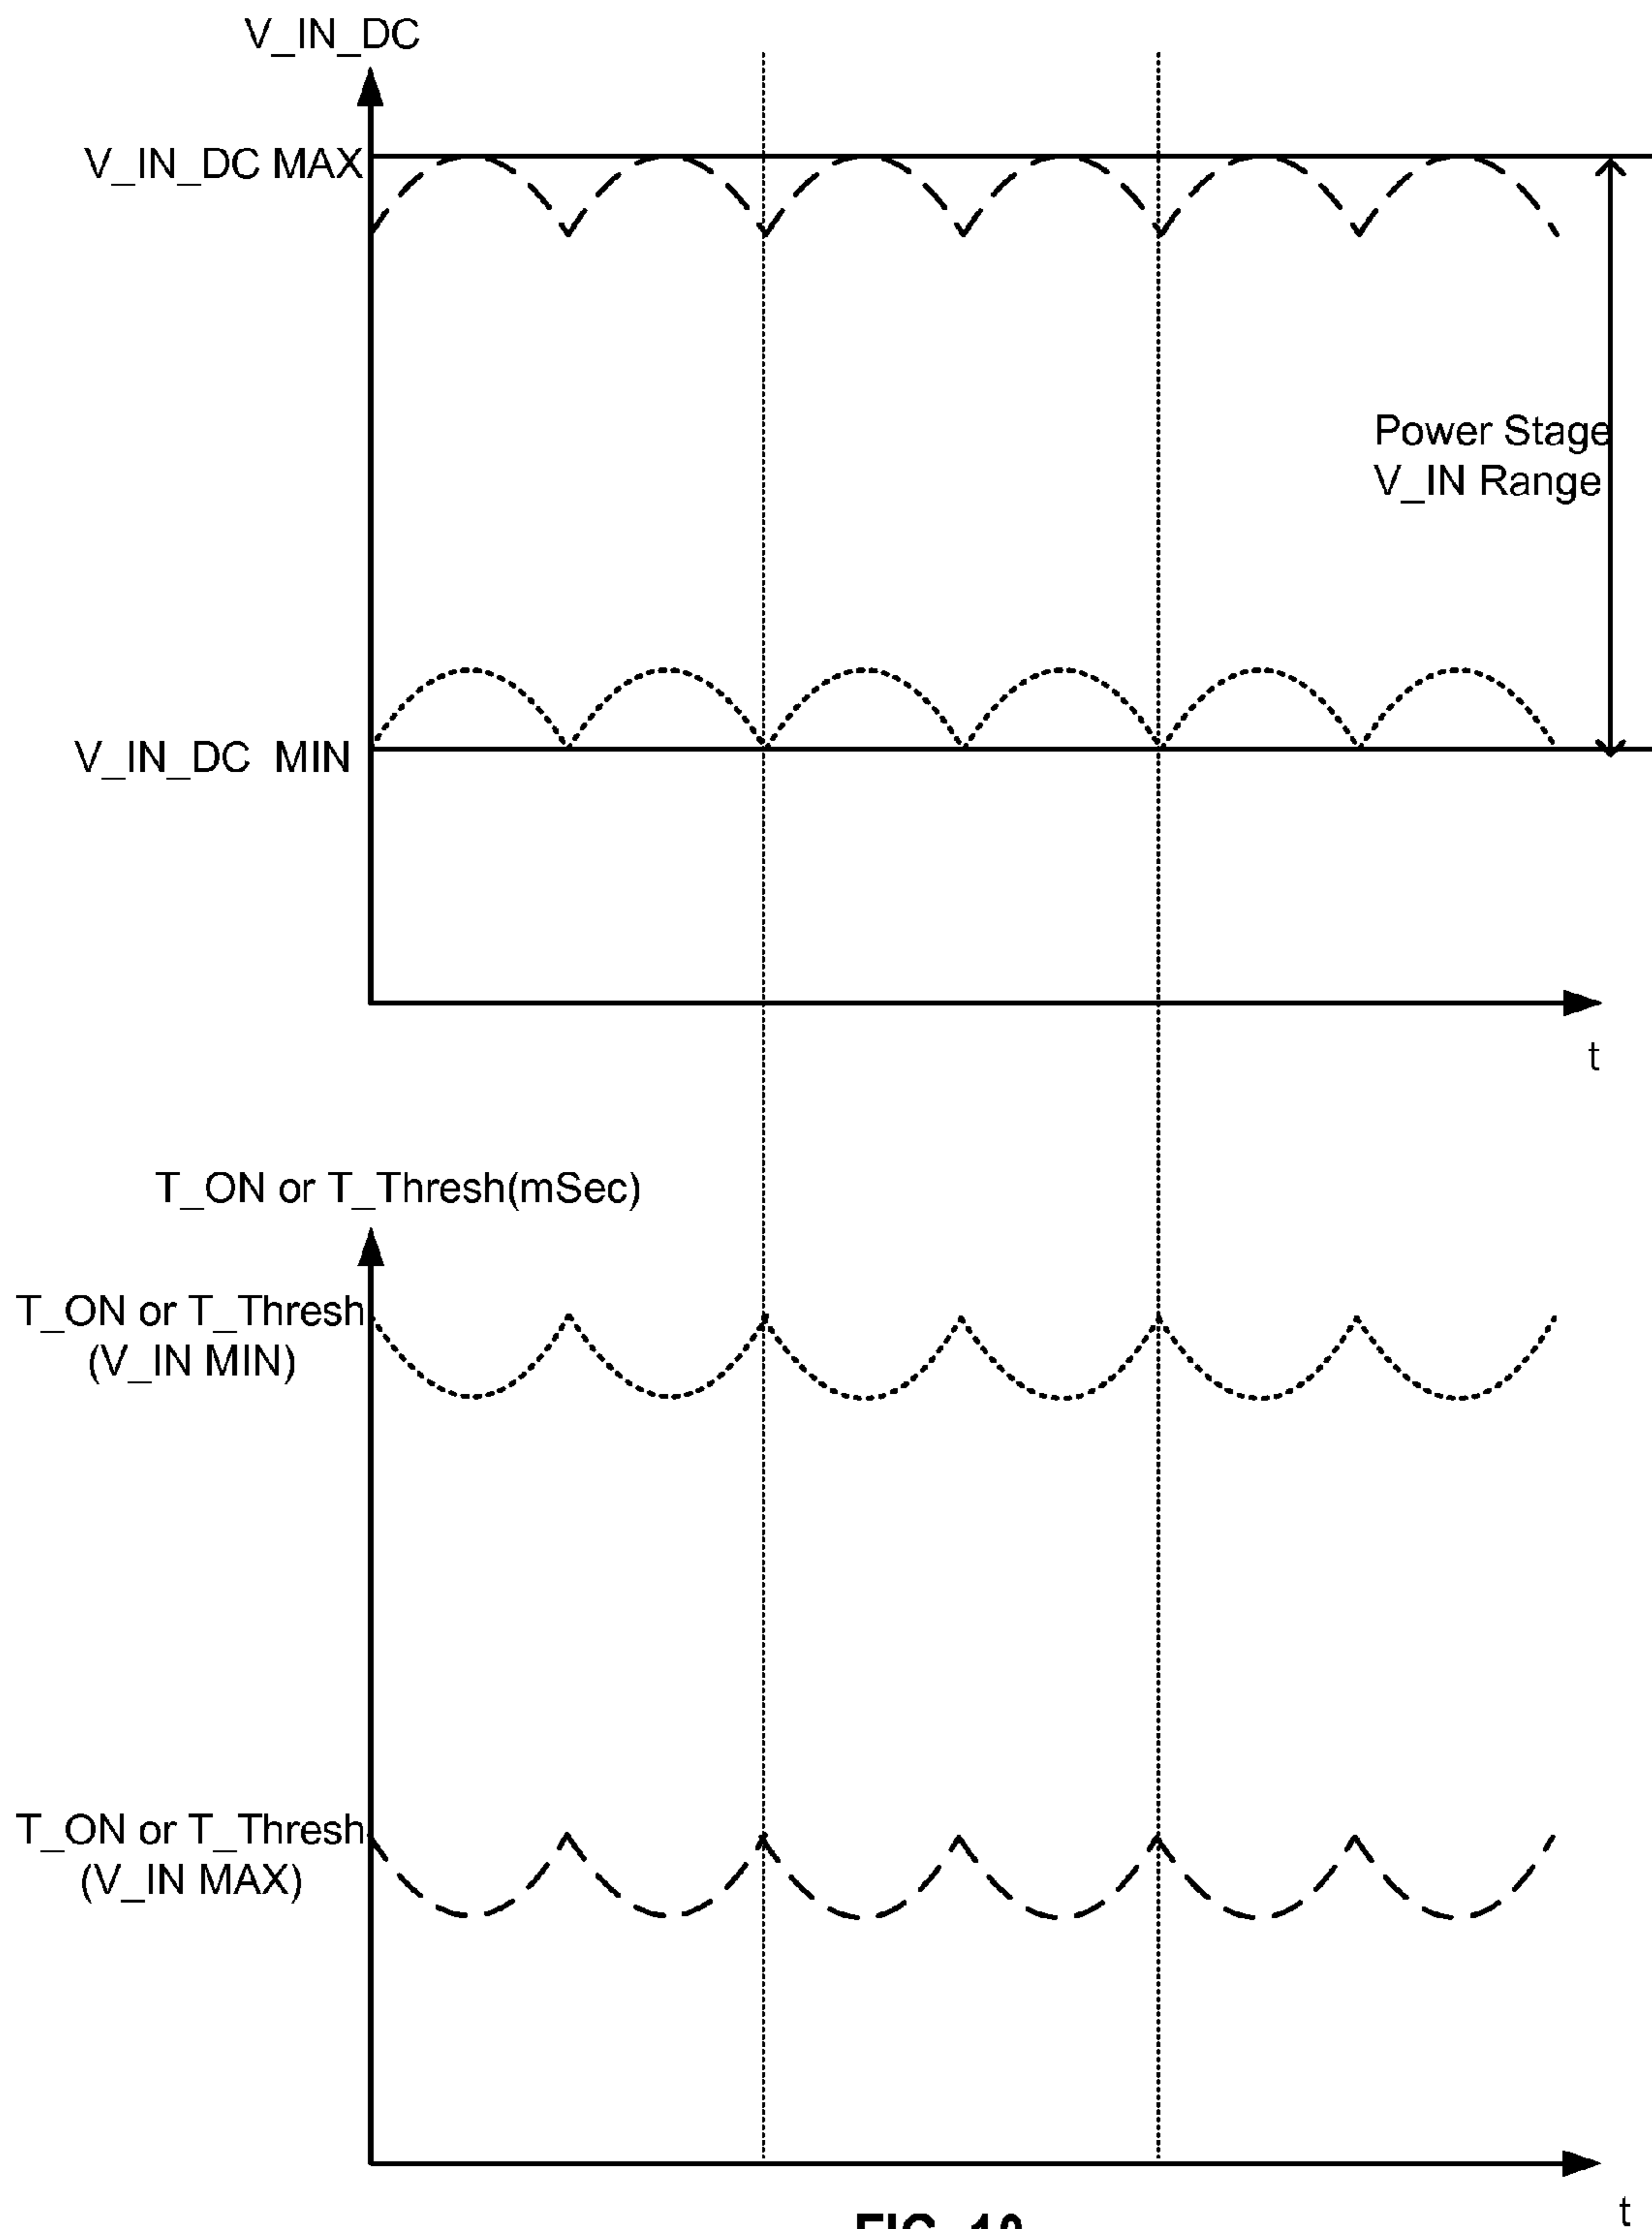 V_IN_DC
V_IN_DC MAX
Power Stage
V_IN Range
V_IN_DC MIN
t
T_ON or T_Thresh(mSec)
T_ON or T_Thresh
(V_IN MIN)
T_ON or T_Thresh
(V_IN MAX)
t